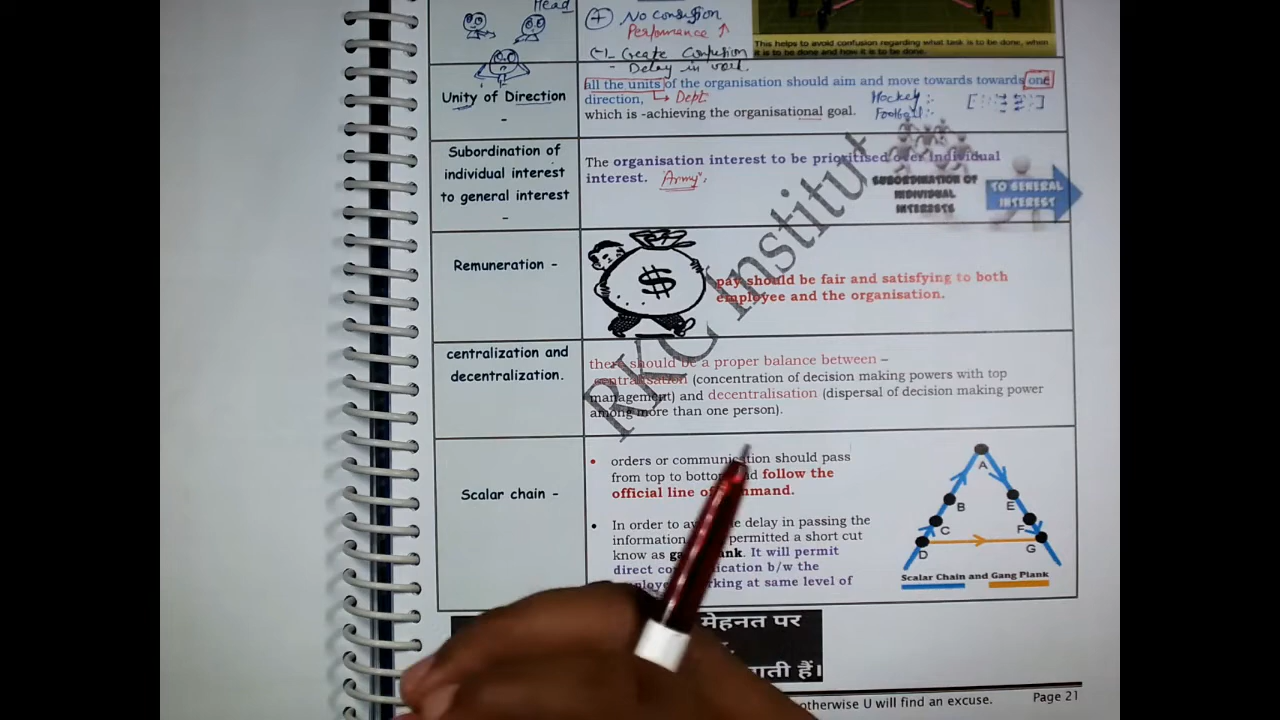 Head
+ No confusion
Performance ↑
(-) - Create Confusion
- Delay in work.
This helps to avoid confusion regarding what task is to be done, when
it is to be done and how it is to be done.
Unity of Direction
-
all the units of the organisation should aim and move towards towards one
direction, → Dept.
which is -achieving the organisational goal.
Hockey :-
Football :-
Subordination of
individual interest
to general interest
-
The organisation interest to be prioritised over individual
interest. Army
SUBORDINATION OF
INDIVIDUAL
INTERESTS
TO GENERAL
INTEREST
Remuneration -
$
pay should be fair and satisfying to both
employee and the organisation.
centralization and
decentralization.
there should be a proper balance between –
centralisation (concentration of decision making powers with top
management) and decentralisation (dispersal of decision making power
among more than one person).
RKC Institut
Scalar chain -
• orders or communication should pass
from top to bottom follow the
official line of
• In order to delay in passing the
information, permitted a short cut
know as It will permit
direct b/w the
at same level of
A
B
C
D
E
F
G
Scalar Chain and Gang Plank
मेहनत पर
हैं।
otherwise U will find an excuse.
Page 21